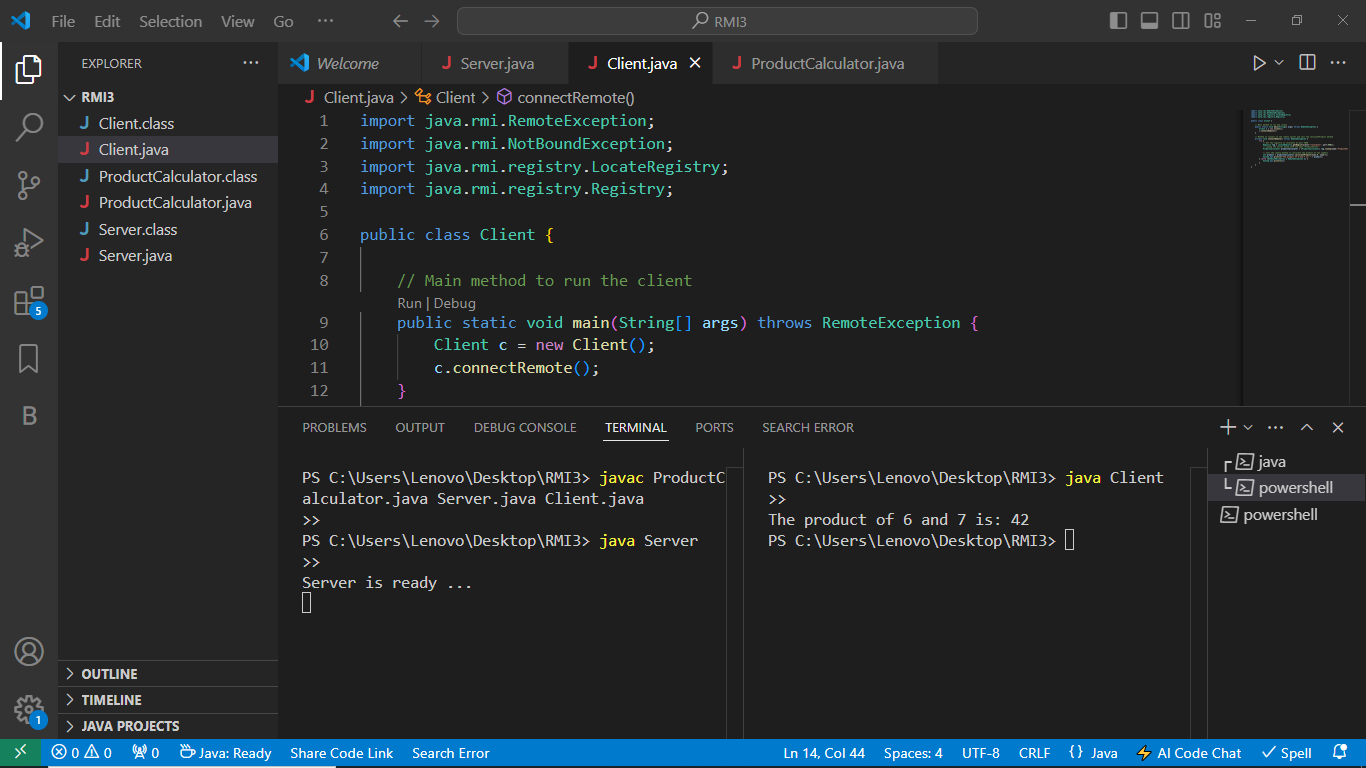 File Edit Selection View Go ··· RMI3
EXPLORER ···
RMI3
Client.class
Client.java
ProductCalculator.class
ProductCalculator.java
Server.class
Server.java
OUTLINE
TIMELINE
JAVA PROJECTS
5
B
1
Welcome J Server.java J Client.java J ProductCalculator.java
J Client.java > Client > connectRemote()
1 import java.rmi.RemoteException;
2 import java.rmi.NotBoundException;
3 import java.rmi.registry.LocateRegistry;
4 import java.rmi.registry.Registry;
5
6 public class Client {
7
8 // Main method to run the client
Run | Debug
9 public static void main(String[] args) throws RemoteException {
10 Client c = new Client();
11 c.connectRemote();
12 }
PROBLEMS OUTPUT DEBUG CONSOLE TERMINAL PORTS SEARCH ERROR
PS C:\Users\Lenovo\Desktop\RMI3> javac ProductC
alculator.java Server.java Client.java
>>
PS C:\Users\Lenovo\Desktop\RMI3> java Server
>>
Server is ready ...
PS C:\Users\Lenovo\Desktop\RMI3> java Client
>>
The product of 6 and 7 is: 42
PS C:\Users\Lenovo\Desktop\RMI3>
java
powershell
powershell
0 0 0 Java: Ready Share Code Link Search Error Ln 14, Col 44 Spaces: 4 UTF-8 CRLF {} Java AI Code Chat Spell